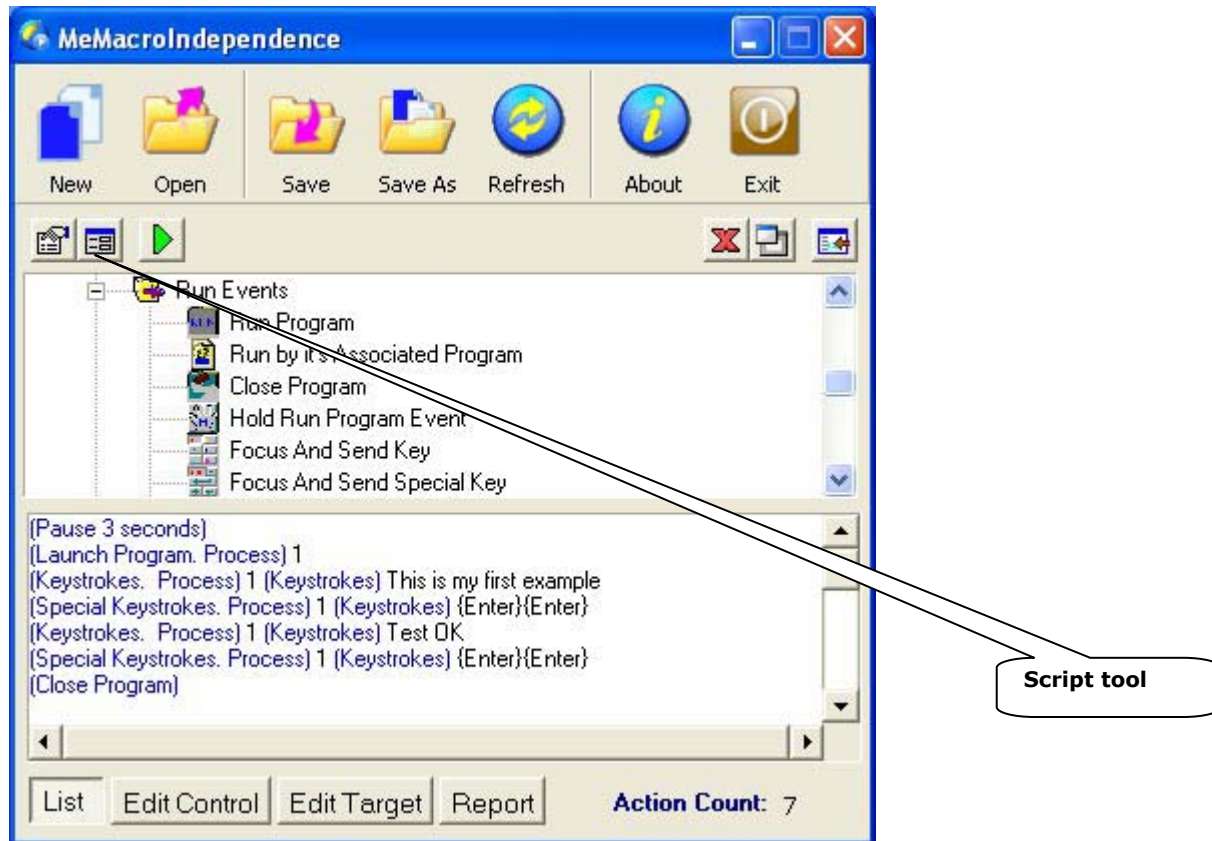 MeMacroIndependence
New Open Save Save As Refresh About Exit
Run Events
Run Program
Run by it's Associated Program
Close Program
Hold Run Program Event
Focus And Send Key
Focus And Send Special Key
(Pause 3 seconds)
(Launch Program. Process) 1
(Keystrokes. Process) 1 (Keystrokes) This is my first example
(Special Keystrokes. Process) 1 (Keystrokes) {Enter}{Enter}
(Keystrokes. Process) 1 (Keystrokes) Test OK
(Special Keystrokes. Process) 1 (Keystrokes) {Enter}{Enter}
(Close Program)
Script tool
List Edit Control Edit Target Report Action Count: 7